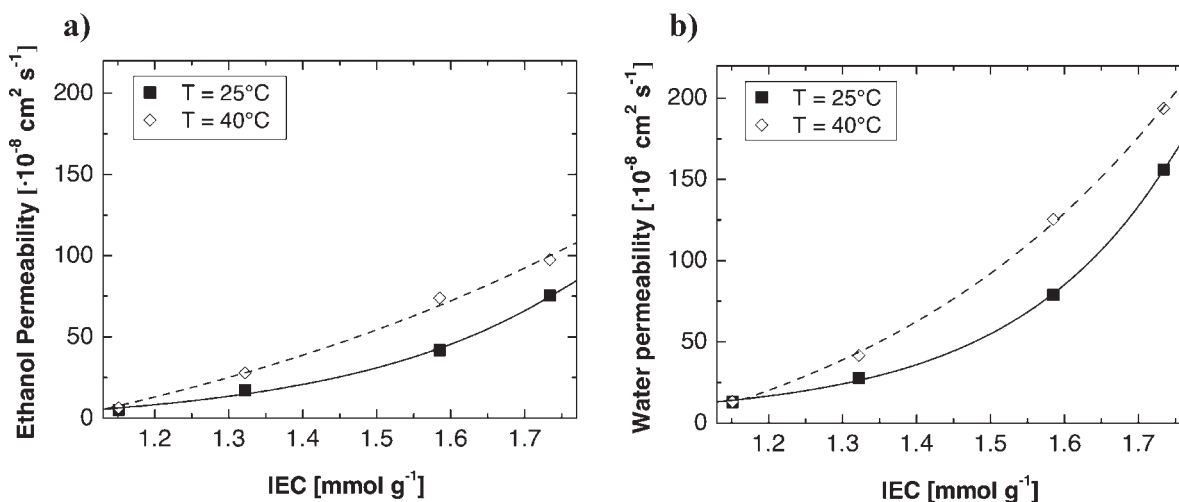 a)
Ethanol Permeability [·10⁻⁸ cm² s⁻¹]
200
150
100
50
0
T = 25°C
T = 40°C
1.2 1.3 1.4 1.5 1.6 1.7
IEC [mmol g⁻¹]
b)
Water permeability [·10⁻⁸ cm² s⁻¹]
200
150
100
50
0
T = 25°C
T = 40°C
1.2 1.3 1.4 1.5 1.6 1.7
IEC [mmol g⁻¹]